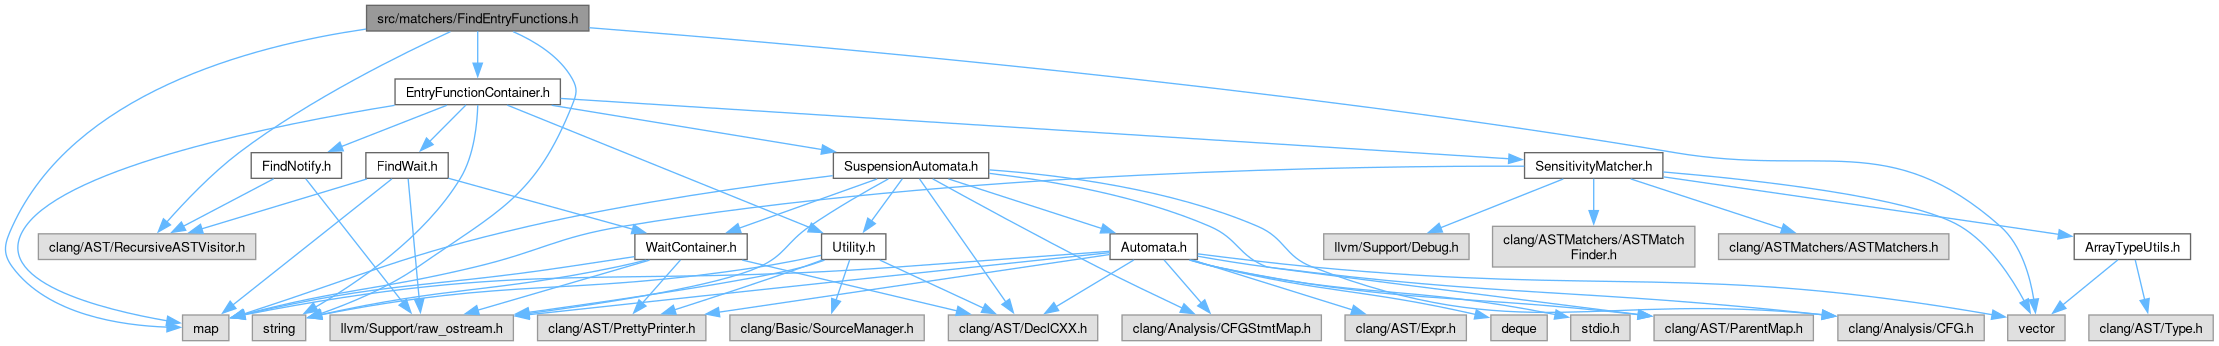 src/matchers/FindEntryFunctions.h
EntryFunctionContainer.h
FindNotify.h
FindWait.h
SuspensionAutomata.h
SensitivityMatcher.h
clang/AST/RecursiveASTVisitor.h
WaitContainer.h
Utility.h
Automata.h
llvm/Support/Debug.h
clang/ASTMatchers/ASTMatch
Finder.h
clang/ASTMatchers/ASTMatchers.h
ArrayTypeUtils.h
map
string
llvm/Support/raw_ostream.h
clang/AST/PrettyPrinter.h
clang/Basic/SourceManager.h
clang/AST/DeclCXX.h
clang/Analysis/CFGStmtMap.h
clang/AST/Expr.h
deque
stdio.h
clang/AST/ParentMap.h
clang/Analysis/CFG.h
vector
clang/AST/Type.h